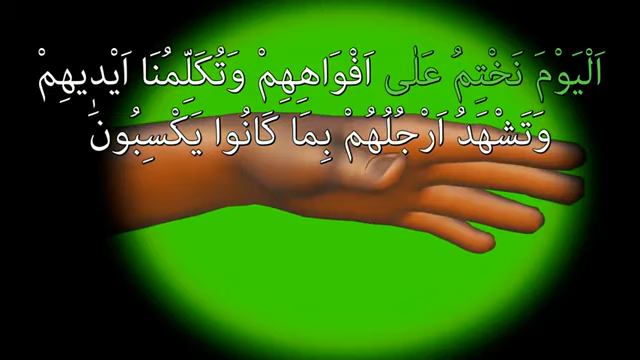 اَلْيَوْمَ نَخْتِمُ عَلٰى اَفْوَاهِهِمْ وَتُكَلِّمُنَا اَيْدِيهِمْ
وَتَشْهَدُ اَرْجُلُهُمْ بِمَا كَانُوا يَكْسِبُونَ